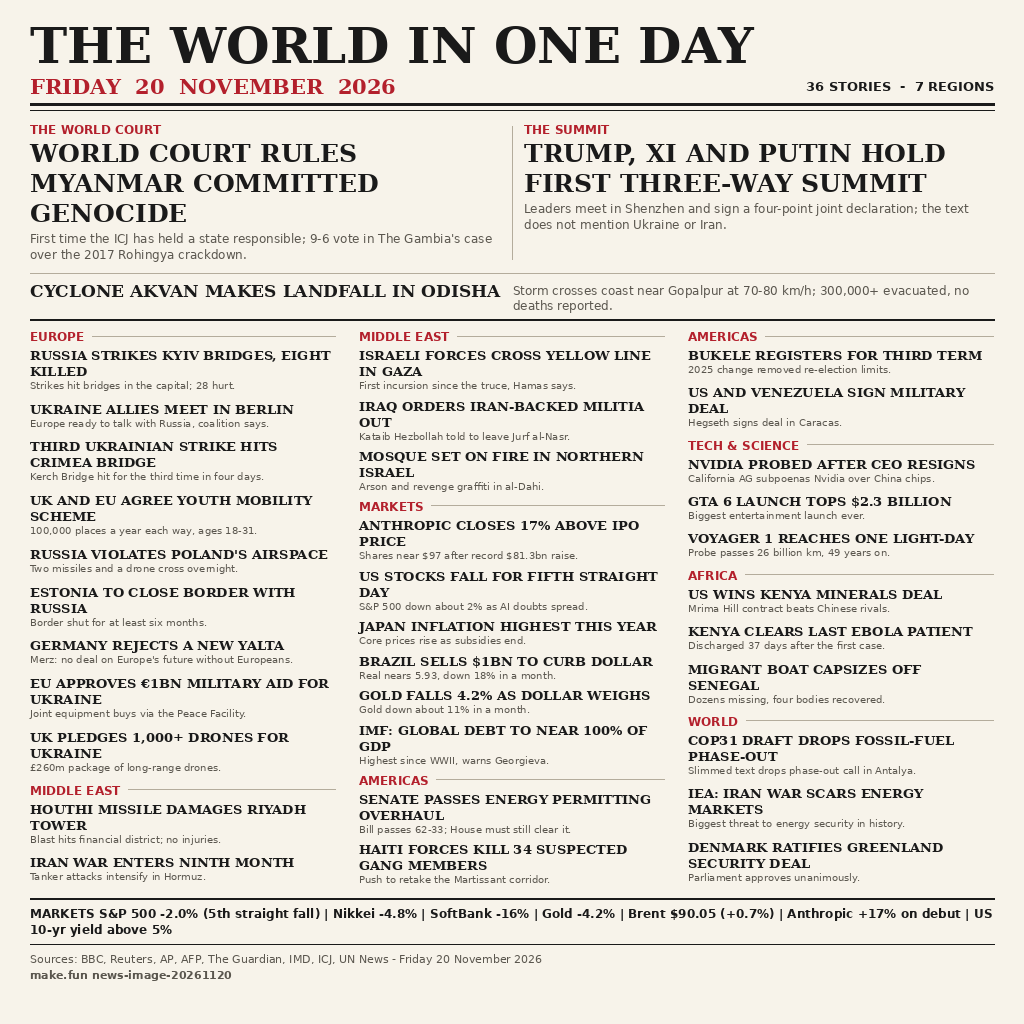 THE WORLD IN ONE DAY
FRIDAY 20 NOVEMBER 2026
36 STORIES - 7 REGIONS
THE WORLD COURT
WORLD COURT RULES
MYANMAR COMMITTED
GENOCIDE
First time the ICJ has held a state responsible; 9-6 vote in The Gambia's case
over the 2017 Rohingya crackdown.
THE SUMMIT
TRUMP, XI AND PUTIN HOLD
FIRST THREE-WAY SUMMIT
Leaders meet in Shenzhen and sign a four-point joint declaration; the text
does not mention Ukraine or Iran.
CYCLONE AKVAN MAKES LANDFALL IN ODISHA
Storm crosses coast near Gopalpur at 70-80 km/h; 300,000+ evacuated, no
deaths reported.
EUROPE
RUSSIA STRIKES KYIV BRIDGES, EIGHT
KILLED
Strikes hit bridges in the capital; 28 hurt.
UKRAINE ALLIES MEET IN BERLIN
Europe ready to talk with Russia, coalition says.
THIRD UKRAINIAN STRIKE HITS
CRIMEA BRIDGE
Kerch Bridge hit for the third time in four days.
UK AND EU AGREE YOUTH MOBILITY
SCHEME
100,000 places a year each way, ages 18-31.
RUSSIA VIOLATES POLAND'S AIRSPACE
Two missiles and a drone cross overnight.
ESTONIA TO CLOSE BORDER WITH
RUSSIA
Border shut for at least six months.
GERMANY REJECTS A NEW YALTA
Merz: no deal on Europe's future without Europeans.
EU APPROVES €1BN MILITARY AID FOR
UKRAINE
Joint equipment buys via the Peace Facility.
UK PLEDGES 1,000+ DRONES FOR
UKRAINE
£260m package of long-range drones.
MIDDLE EAST
HOUTHI MISSILE DAMAGES RIYADH
TOWER
Blast hits financial district; no injuries.
IRAN WAR ENTERS NINTH MONTH
Tanker attacks intensify in Hormuz.
MIDDLE EAST
ISRAELI FORCES CROSS YELLOW LINE
IN GAZA
First incursion since the truce, Hamas says.
IRAQ ORDERS IRAN-BACKED MILITIA
OUT
Kataib Hezbollah told to leave Jurf al-Nasr.
MOSQUE SET ON FIRE IN NORTHERN
ISRAEL
Arson and revenge graffiti in al-Dahi.
MARKETS
ANTHROPIC CLOSES 17% ABOVE IPO
PRICE
Shares near $97 after record $81.3bn raise.
US STOCKS FALL FOR FIFTH STRAIGHT
DAY
S&P 500 down about 2% as AI doubts spread.
JAPAN INFLATION HIGHEST THIS YEAR
Core prices rise as subsidies end.
BRAZIL SELLS $1BN TO CURB DOLLAR
Real nears 5.93, down 18% in a month.
GOLD FALLS 4.2% AS DOLLAR WEIGHS
Gold down about 11% in a month.
IMF: GLOBAL DEBT TO NEAR 100% OF
GDP
Highest since WWII, warns Georgieva.
AMERICAS
SENATE PASSES ENERGY PERMITTING
OVERHAUL
Bill passes 62-33; House must still clear it.
HAITI FORCES KILL 34 SUSPECTED
GANG MEMBERS
Push to retake the Martissant corridor.
AMERICAS
BUKELE REGISTERS FOR THIRD TERM
2025 change removed re-election limits.
US AND VENEZUELA SIGN MILITARY
DEAL
Hegseth signs deal in Caracas.
TECH & SCIENCE
NVIDIA PROBED AFTER CEO RESIGNS
California AG subpoenas Nvidia over China chips.
GTA 6 LAUNCH TOPS $2.3 BILLION
Biggest entertainment launch ever.
VOYAGER 1 REACHES ONE LIGHT-DAY
Probe passes 26 billion km, 49 years on.
AFRICA
US WINS KENYA MINERALS DEAL
Mrima Hill contract beats Chinese rivals.
KENYA CLEARS LAST EBOLA PATIENT
Discharged 37 days after the first case.
MIGRANT BOAT CAPSIZES OFF
SENEGAL
Dozens missing, four bodies recovered.
WORLD
COP31 DRAFT DROPS FOSSIL-FUEL
PHASE-OUT
Slimmed text drops phase-out call in Antalya.
IEA: IRAN WAR SCARS ENERGY
MARKETS
Biggest threat to energy security in history.
DENMARK RATIFIES GREENLAND
SECURITY DEAL
Parliament approves unanimously.
MARKETS S&P 500 -2.0% (5th straight fall) | Nikkei -4.8% | SoftBank -16% | Gold -4.2% | Brent $90.05 (+0.7%) | Anthropic +17% on debut | US
10-yr yield above 5%
Sources: BBC, Reuters, AP, AFP, The Guardian, IMD, ICJ, UN News - Friday 20 November 2026
make.fun news-image-20261120